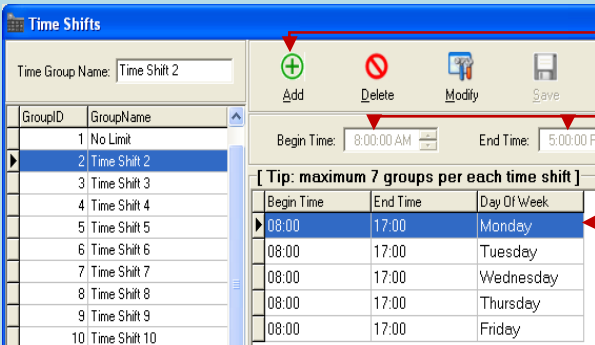 Time Shifts
Time Group Name: Time Shift 2
Add Delete Modify Save
GroupID GroupName
1 No Limit
2 Time Shift 2
3 Time Shift 3
4 Time Shift 4
5 Time Shift 5
6 Time Shift 6
7 Time Shift 7
8 Time Shift 8
9 Time Shift 9
10 Time Shift 10
Begin Time: 8:00:00 AM End Time: 5:00:00 P
[ Tip: maximum 7 groups per each time shift ]
Begin Time End Time Day Of Week
08:00 17:00 Monday
08:00 17:00 Tuesday
08:00 17:00 Wednesday
08:00 17:00 Thursday
08:00 17:00 Friday